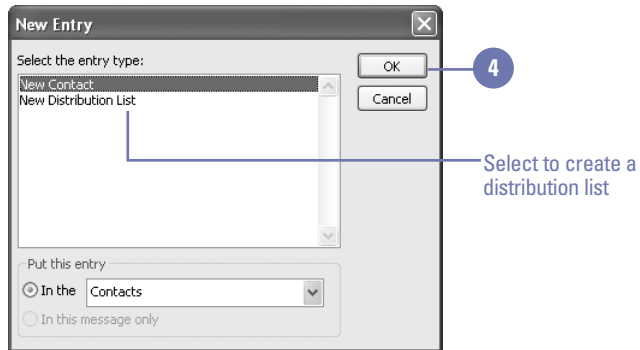 New Entry
Select the entry type:
New Contact
New Distribution List
OK
4
Cancel
Select to create a
distribution list
Put this entry
In the Contacts
In this message only